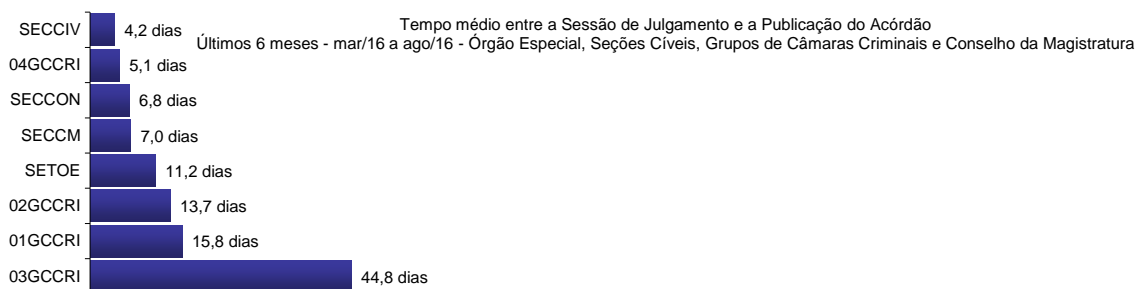 Tempo médio entre a Sessão de Julgamento e a Publicação do Acórdão
Últimos 6 meses - mar/16 a ago/16 - Órgão Especial, Seções Cíveis, Grupos de Câmaras Criminais e Conselho da Magistratura
SECCIV 4,2 dias
04GCCRI 5,1 dias
SECCON 6,8 dias
SECCM 7,0 dias
SETOE 11,2 dias
02GCCRI 13,7 dias
01GCCRI 15,8 dias
03GCCRI 44,8 dias